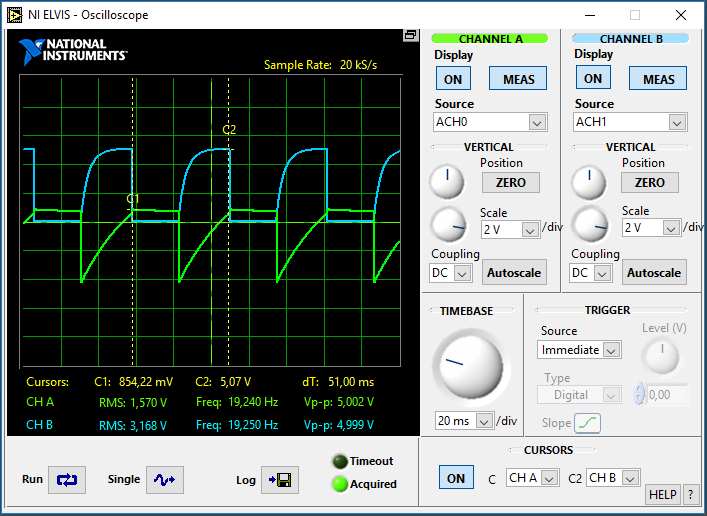 NI ELVIS - Oscilloscope
NATIONAL
INSTRUMENTS™
Sample Rate: 20 kS/s
C2
C1
Cursors: C1: 854,22 mV C2: 5,07 V dT: 51,00 ms
CH A RMS: 1,570 V Freq: 19,240 Hz Vp-p: 5,002 V
CH B RMS: 3,168 V Freq: 19,250 Hz Vp-p: 4,999 V
Run Single Log
Timeout
Acquired
CHANNEL A
Display
ON MEAS
Source
ACH0
VERTICAL
Position
ZERO
Scale
2 V /div
Coupling
DC Autoscale
CHANNEL B
Display
ON MEAS
Source
ACH1
VERTICAL
Position
ZERO
Scale
2 V /div
Coupling
DC Autoscale
TIMEBASE
20 ms /div
TRIGGER
Source Level (V)
Immediate
Type
Digital 0,00
Slope
CURSORS
ON C CH A C2 CH B
HELP ?